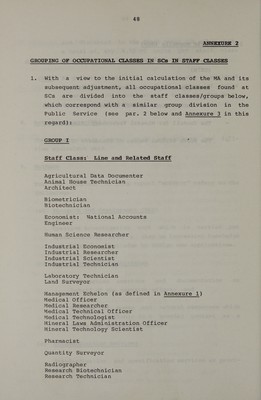 48
ANNEXURE 2
GROUPING OF OCCUPATIONAL CLASSES IN SCs IN STAFF CLASSES
1. With a view to the initial calculation of the MA and its
subsequent adjustment, all occupational classes found at
SCs are divided into the staff classes/groups below,
which correspond with a similar group division in the
Public Service (see par. 2 below and Annexure 3 in this
regard):
GROUP I
Staff Class: Line and Related Staff
Agricultural Data Documenter
Animal House Technician
Architect
Biometrician
Biotechnician
Economist: National Accounts
Engineer
Human Science Researcher
Industrial Economist
Industrial Researcher
Industrial Scientist
Industrial Technician
Laboratory Technician
Land Surveyor
Management Echelon (as defined in Annexure 1)
Medical Officer
Medical Researcher
Medical Technical Officer
Medical Technologist
Mineral Laws Administration Officer
Mineral Technology Scientist
Pharmacist
Quantity Surveyor
Radiographer
Research Biotechnician
Research Technician